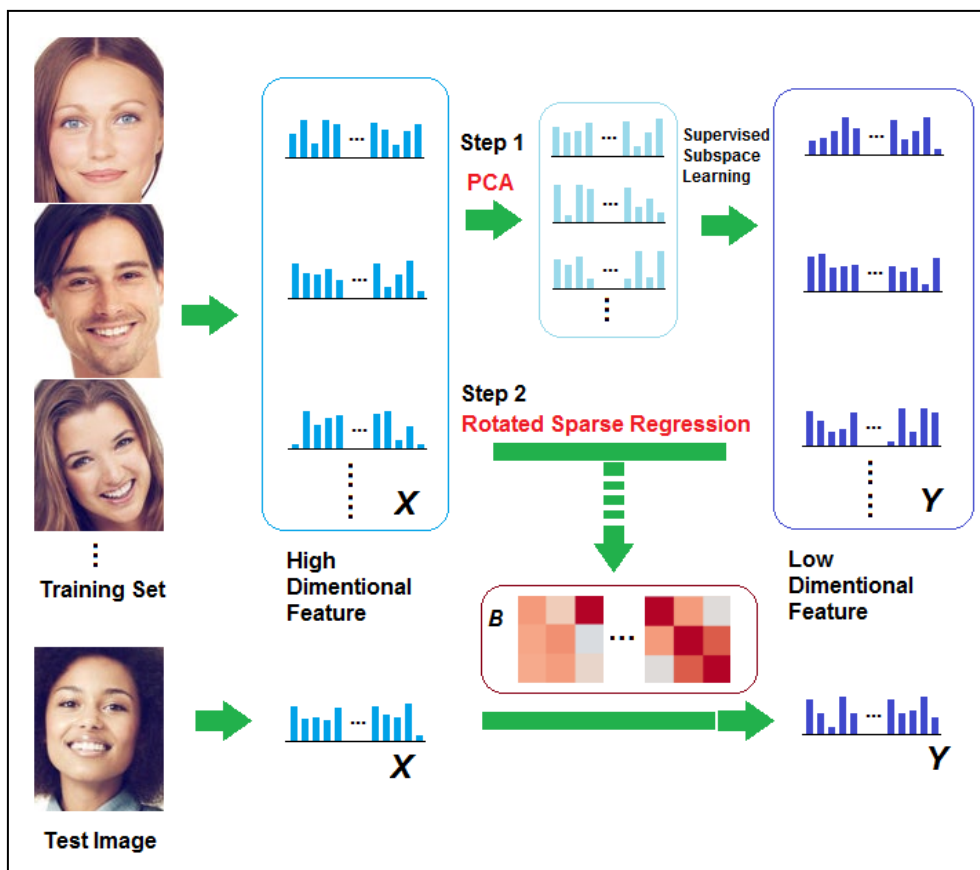 Step 1
PCA
Supervised
Subspace
Learning
...
...
...
...
...
...
...
...
...
Step 2
Rotated Sparse Regression
X
Y
Training Set
High
Dimentional
Feature
Low
Dimentional
Feature
B
...
...
...
X
Y
Test Image